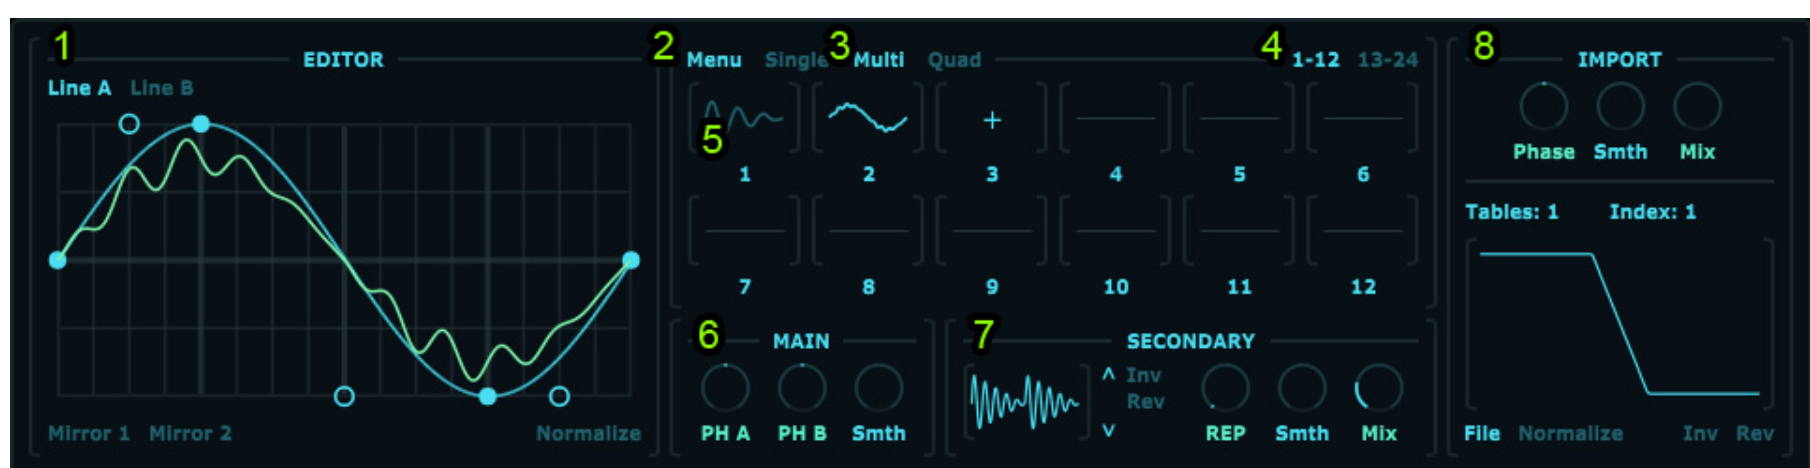 1
EDITOR
Line A Line B
Mirror 1 Mirror 2 Normalize
2 Menu Single 3 Multi Quad 4 1-12 13-24
5
+
1 2 3 4 5 6
7 8 9 10 11 12
6 MAIN
PH A PH B Smth
7 SECONDARY
^ Inv
Rev
v
REP Smth Mix
8 IMPORT
Phase Smth Mix
Tables: 1 Index: 1
File Normalize Inv Rev